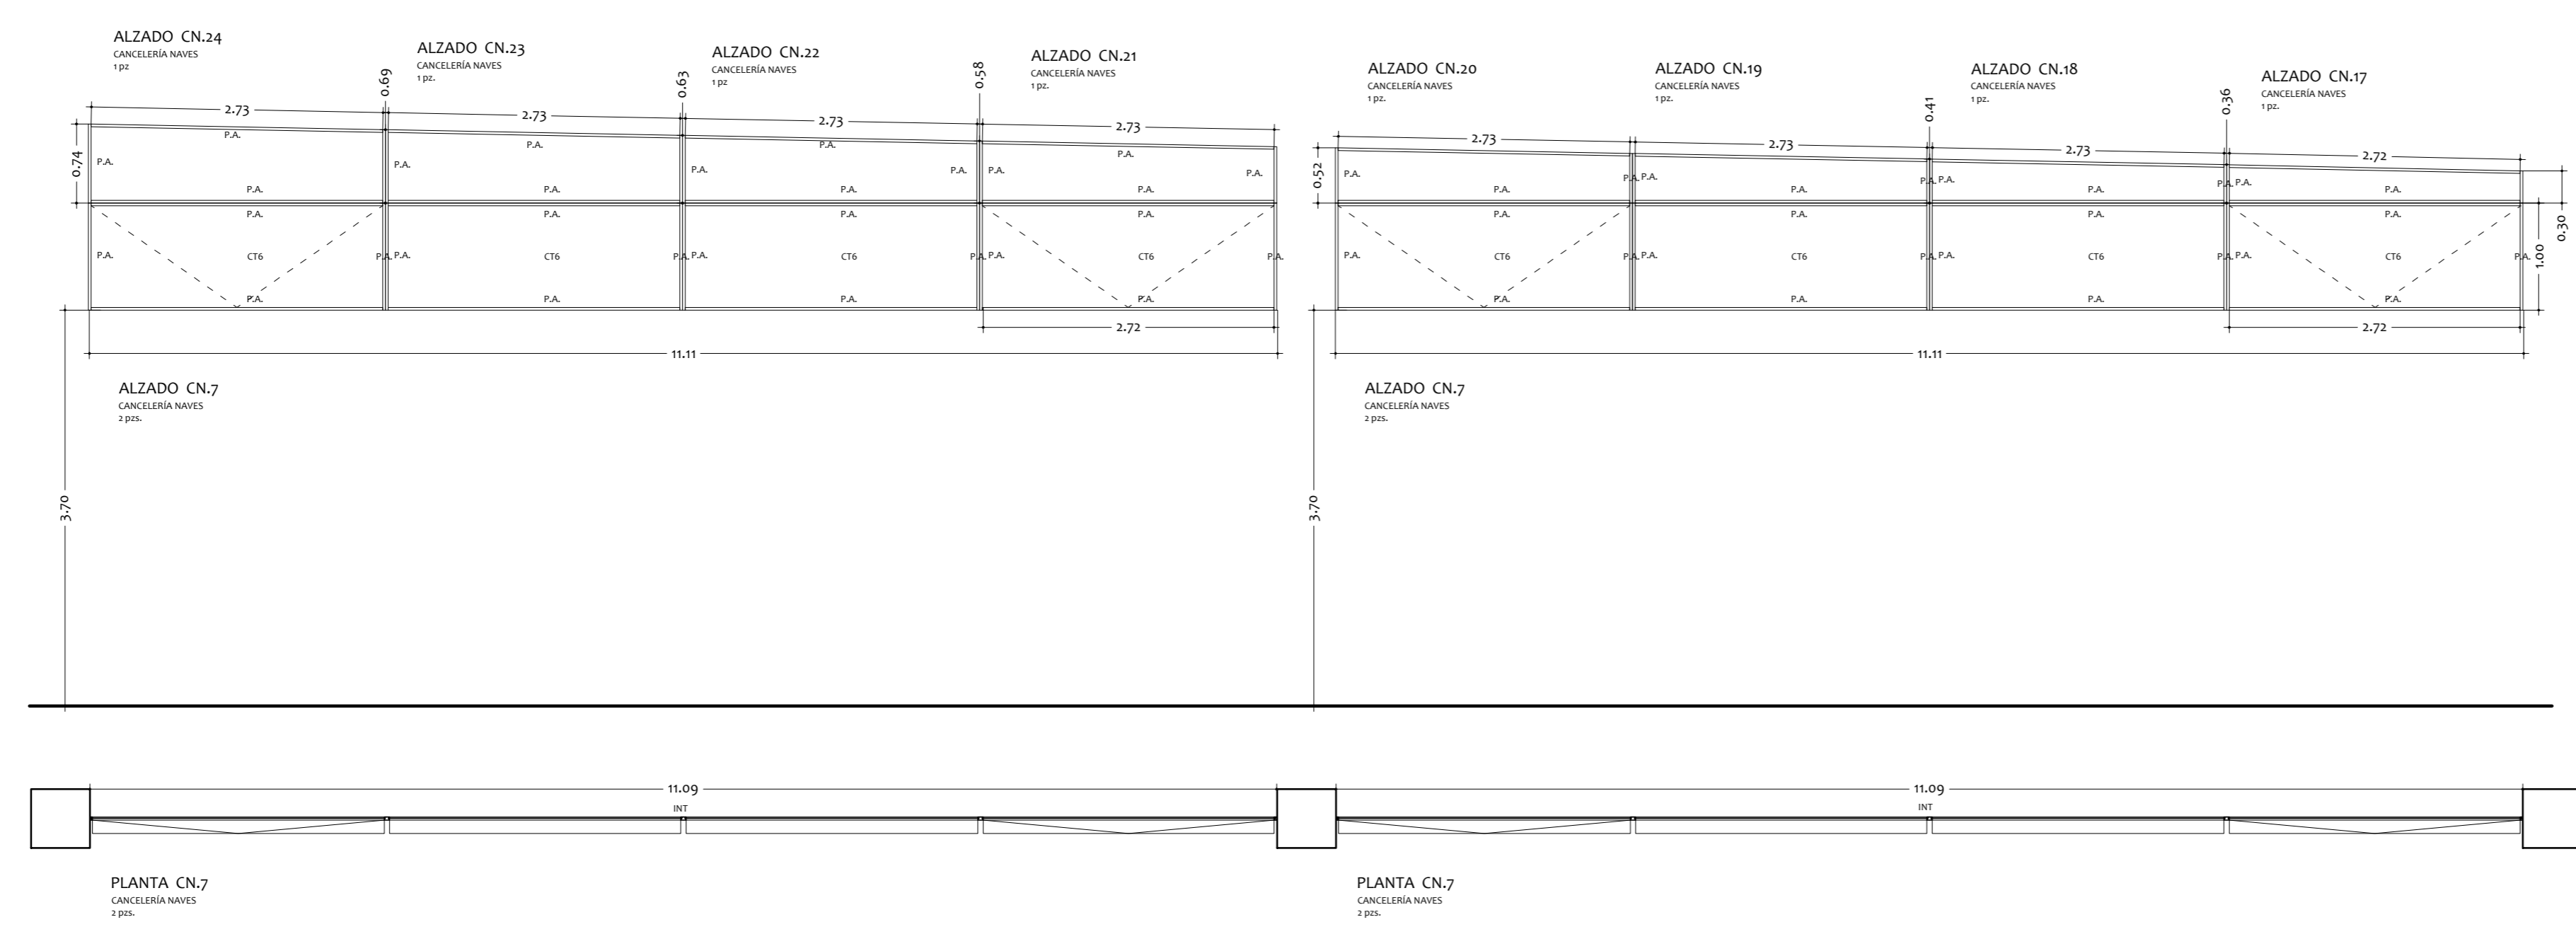 ALZADO CN.24
CANCELERÍA NAVES
1 pz
ALZADO CN.23
CANCELERÍA NAVES
1 pz.
ALZADO CN.22
CANCELERÍA NAVES
1 pz
ALZADO CN.21
CANCELERÍA NAVES
1 pz.
ALZADO CN.20
CANCELERÍA NAVES
1 pz.
ALZADO CN.19
CANCELERÍA NAVES
1 pz.
ALZADO CN.18
CANCELERÍA NAVES
1 pz.
ALZADO CN.17
CANCELERÍA NAVES
1 pz.
0.69
0.63
0.58
0.41
0.36
2.73
2.73
2.73
2.73
2.73
2.73
2.73
2.72
0.74
0.52
0.30
1.00
P.A.
P.A.
P.A.
P.A.
P.A.
P.A.
P.A.
P.A.
P.A.
P.A.
P.A.
P.A.
P.A.
P.A.
P.A. P.A.
P.A. P.A.
P.A. P.A.
P.A.
P.A.
P.A.
P.A.
P.A.
P.A.
P.A.
P.A.
P.A.
P.A.
P.A.
P.A.
P.A.
P.A.
CT6
P.A. P.A.
CT6
P.A. P.A.
CT6
P.A. P.A.
CT6
P.A.
P.A.
CT6
P.A. P.A.
CT6
P.A. P.A.
CT6
P.A. P.A.
CT6
P.A.
P.A.
P.A.
P.A.
P.A.
P.A.
P.A.
P.A.
P.A.
2.72
2.72
11.11
11.11
ALZADO CN.7
CANCELERÍA NAVES
2 pzs.
ALZADO CN.7
CANCELERÍA NAVES
2 pzs.
3.70
3.70
11.09
INT
11.09
INT
PLANTA CN.7
CANCELERÍA NAVES
2 pzs.
PLANTA CN.7
CANCELERÍA NAVES
2 pzs.